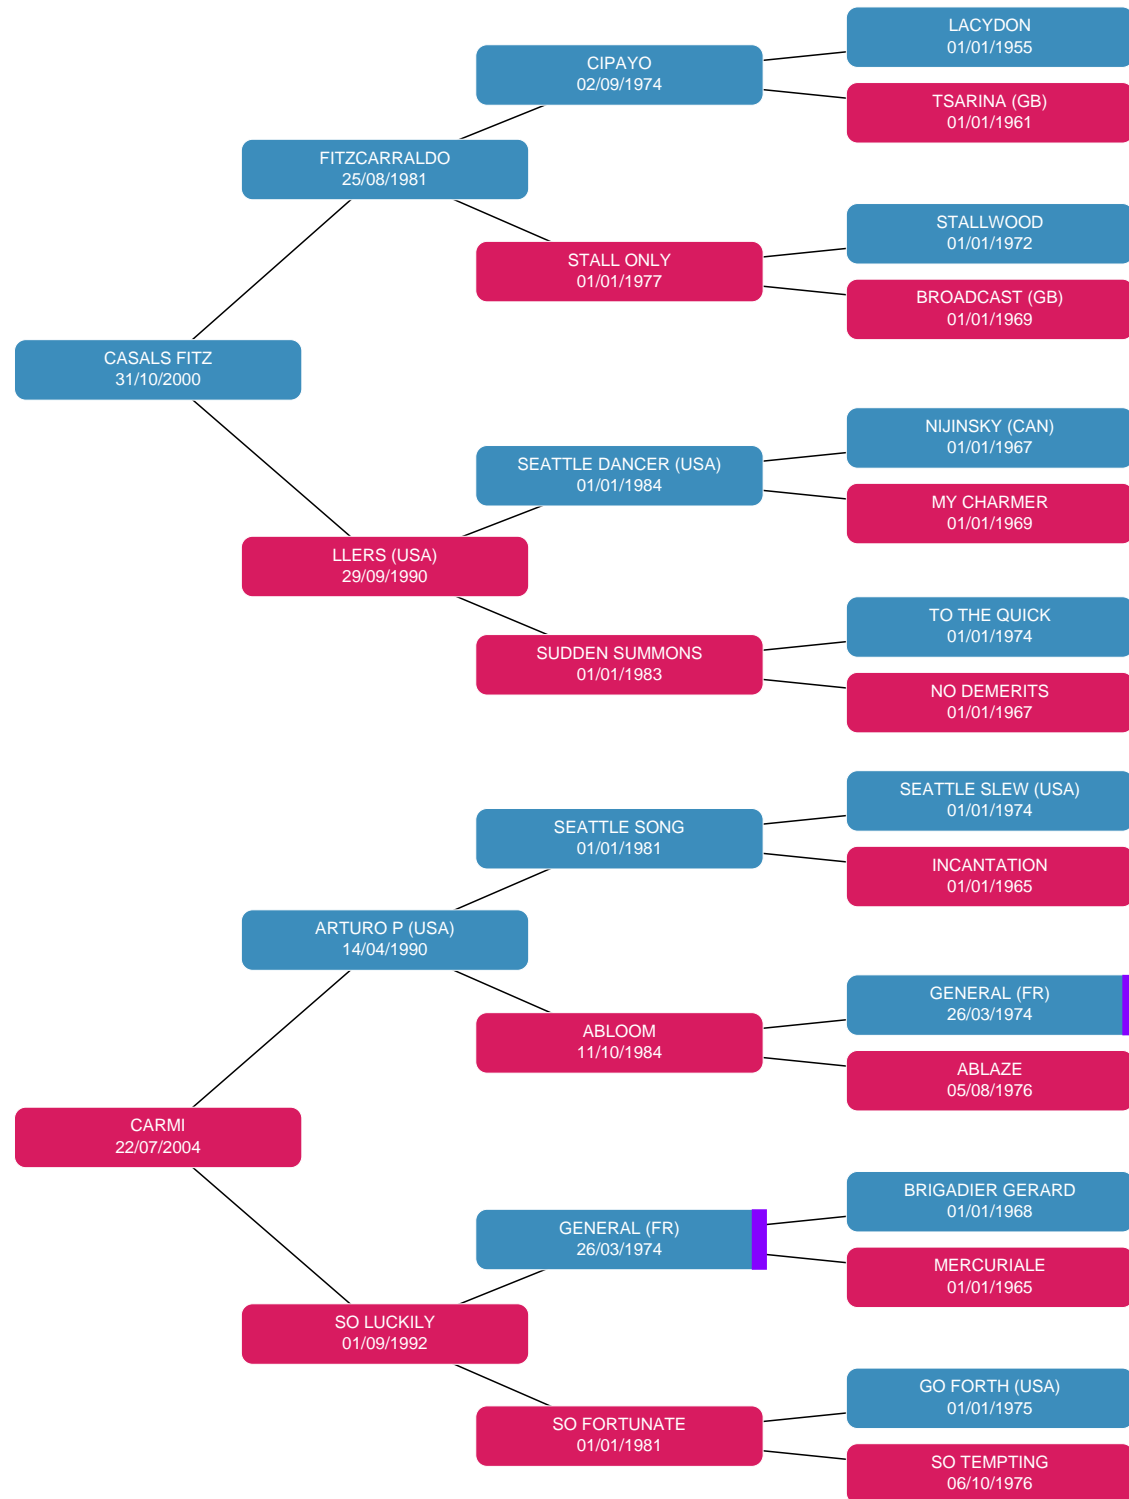 LACYDON
01/01/1955
CIPAYO
02/09/1974
TSARINA (GB)
01/01/1961
FITZCARRALDO
25/08/1981
STALLWOOD
01/01/1972
STALL ONLY
01/01/1977
BROADCAST (GB)
01/01/1969
CASALS FITZ
31/10/2000
NIJINSKY (CAN)
01/01/1967
SEATTLE DANCER (USA)
01/01/1984
MY CHARMER
01/01/1969
LLERS (USA)
29/09/1990
TO THE QUICK
01/01/1974
SUDDEN SUMMONS
01/01/1983
NO DEMERITS
01/01/1967
SEATTLE SLEW (USA)
01/01/1974
SEATTLE SONG
01/01/1981
INCANTATION
01/01/1965
ARTURO P (USA)
14/04/1990
GENERAL (FR)
26/03/1974
ABLOOM
11/10/1984
ABLAZE
05/08/1976
CARMI
22/07/2004
BRIGADIER GERARD
01/01/1968
GENERAL (FR)
26/03/1974
MERCURIALE
01/01/1965
SO LUCKILY
01/09/1992
GO FORTH (USA)
01/01/1975
SO FORTUNATE
01/01/1981
SO TEMPTING
06/10/1976